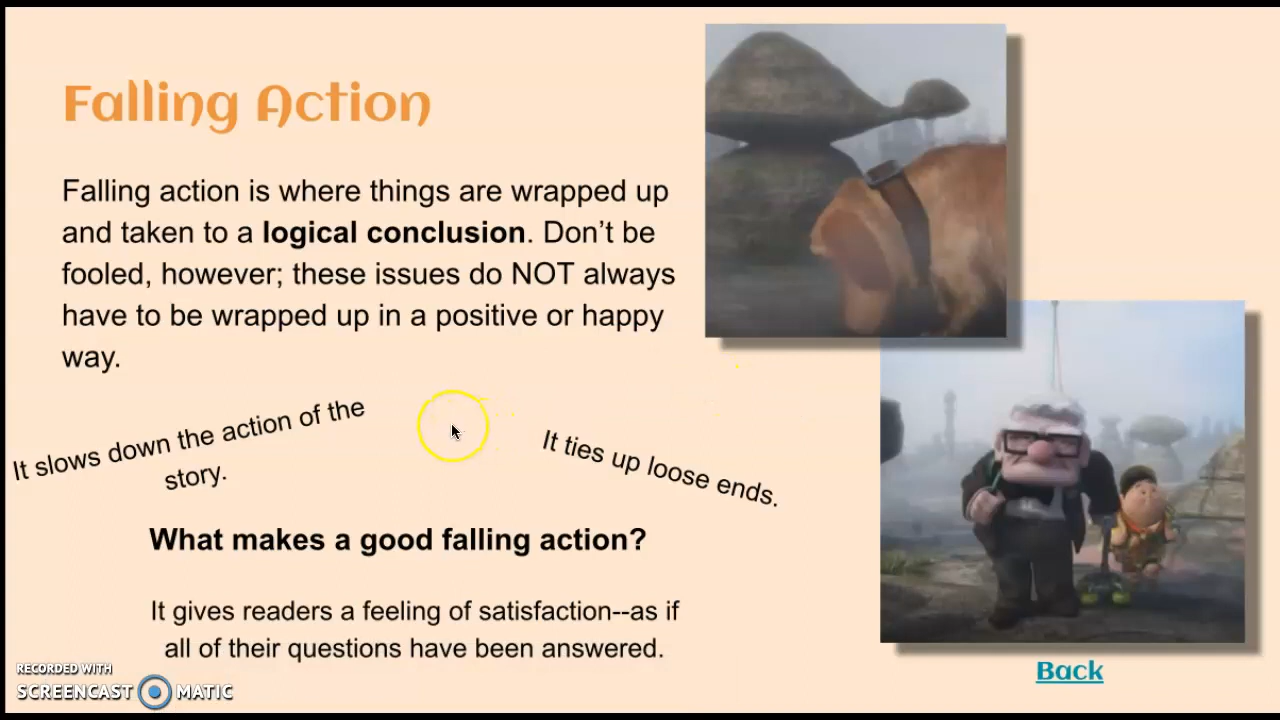 Falling Action
Falling action is where things are wrapped up
and taken to a logical conclusion. Don’t be
fooled, however; these issues do NOT always
have to be wrapped up in a positive or happy
way.
It slows down the action of the
story.
It ties up loose ends.
What makes a good falling action?
It gives readers a feeling of satisfaction--as if
all of their questions have been answered.
Back
RECORDED WITH
SCREENCAST MATIC